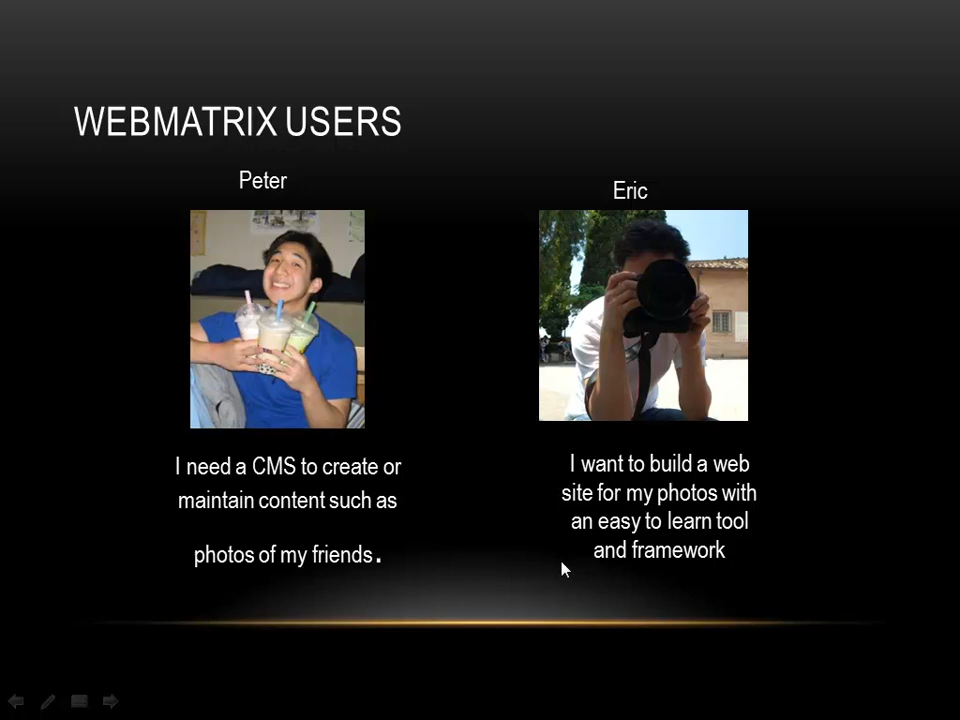 WEBMATRIX USERS
Peter
Eric
I need a CMS to create or
maintain content such as
photos of my friends.
I want to build a web
site for my photos with
an easy to learn tool
and framework